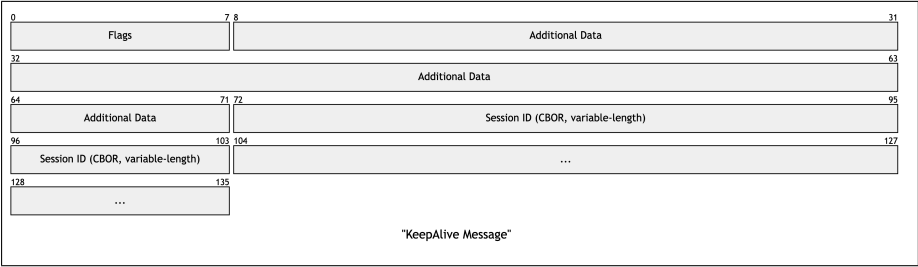 0 7 8 31
Flags Additional Data
32 63
Additional Data
64 71 72 95
Additional Data Session ID (CBOR, variable-length)
96 103 104 127
Session ID (CBOR, variable-length) ...
128 135
...
"KeepAlive Message"